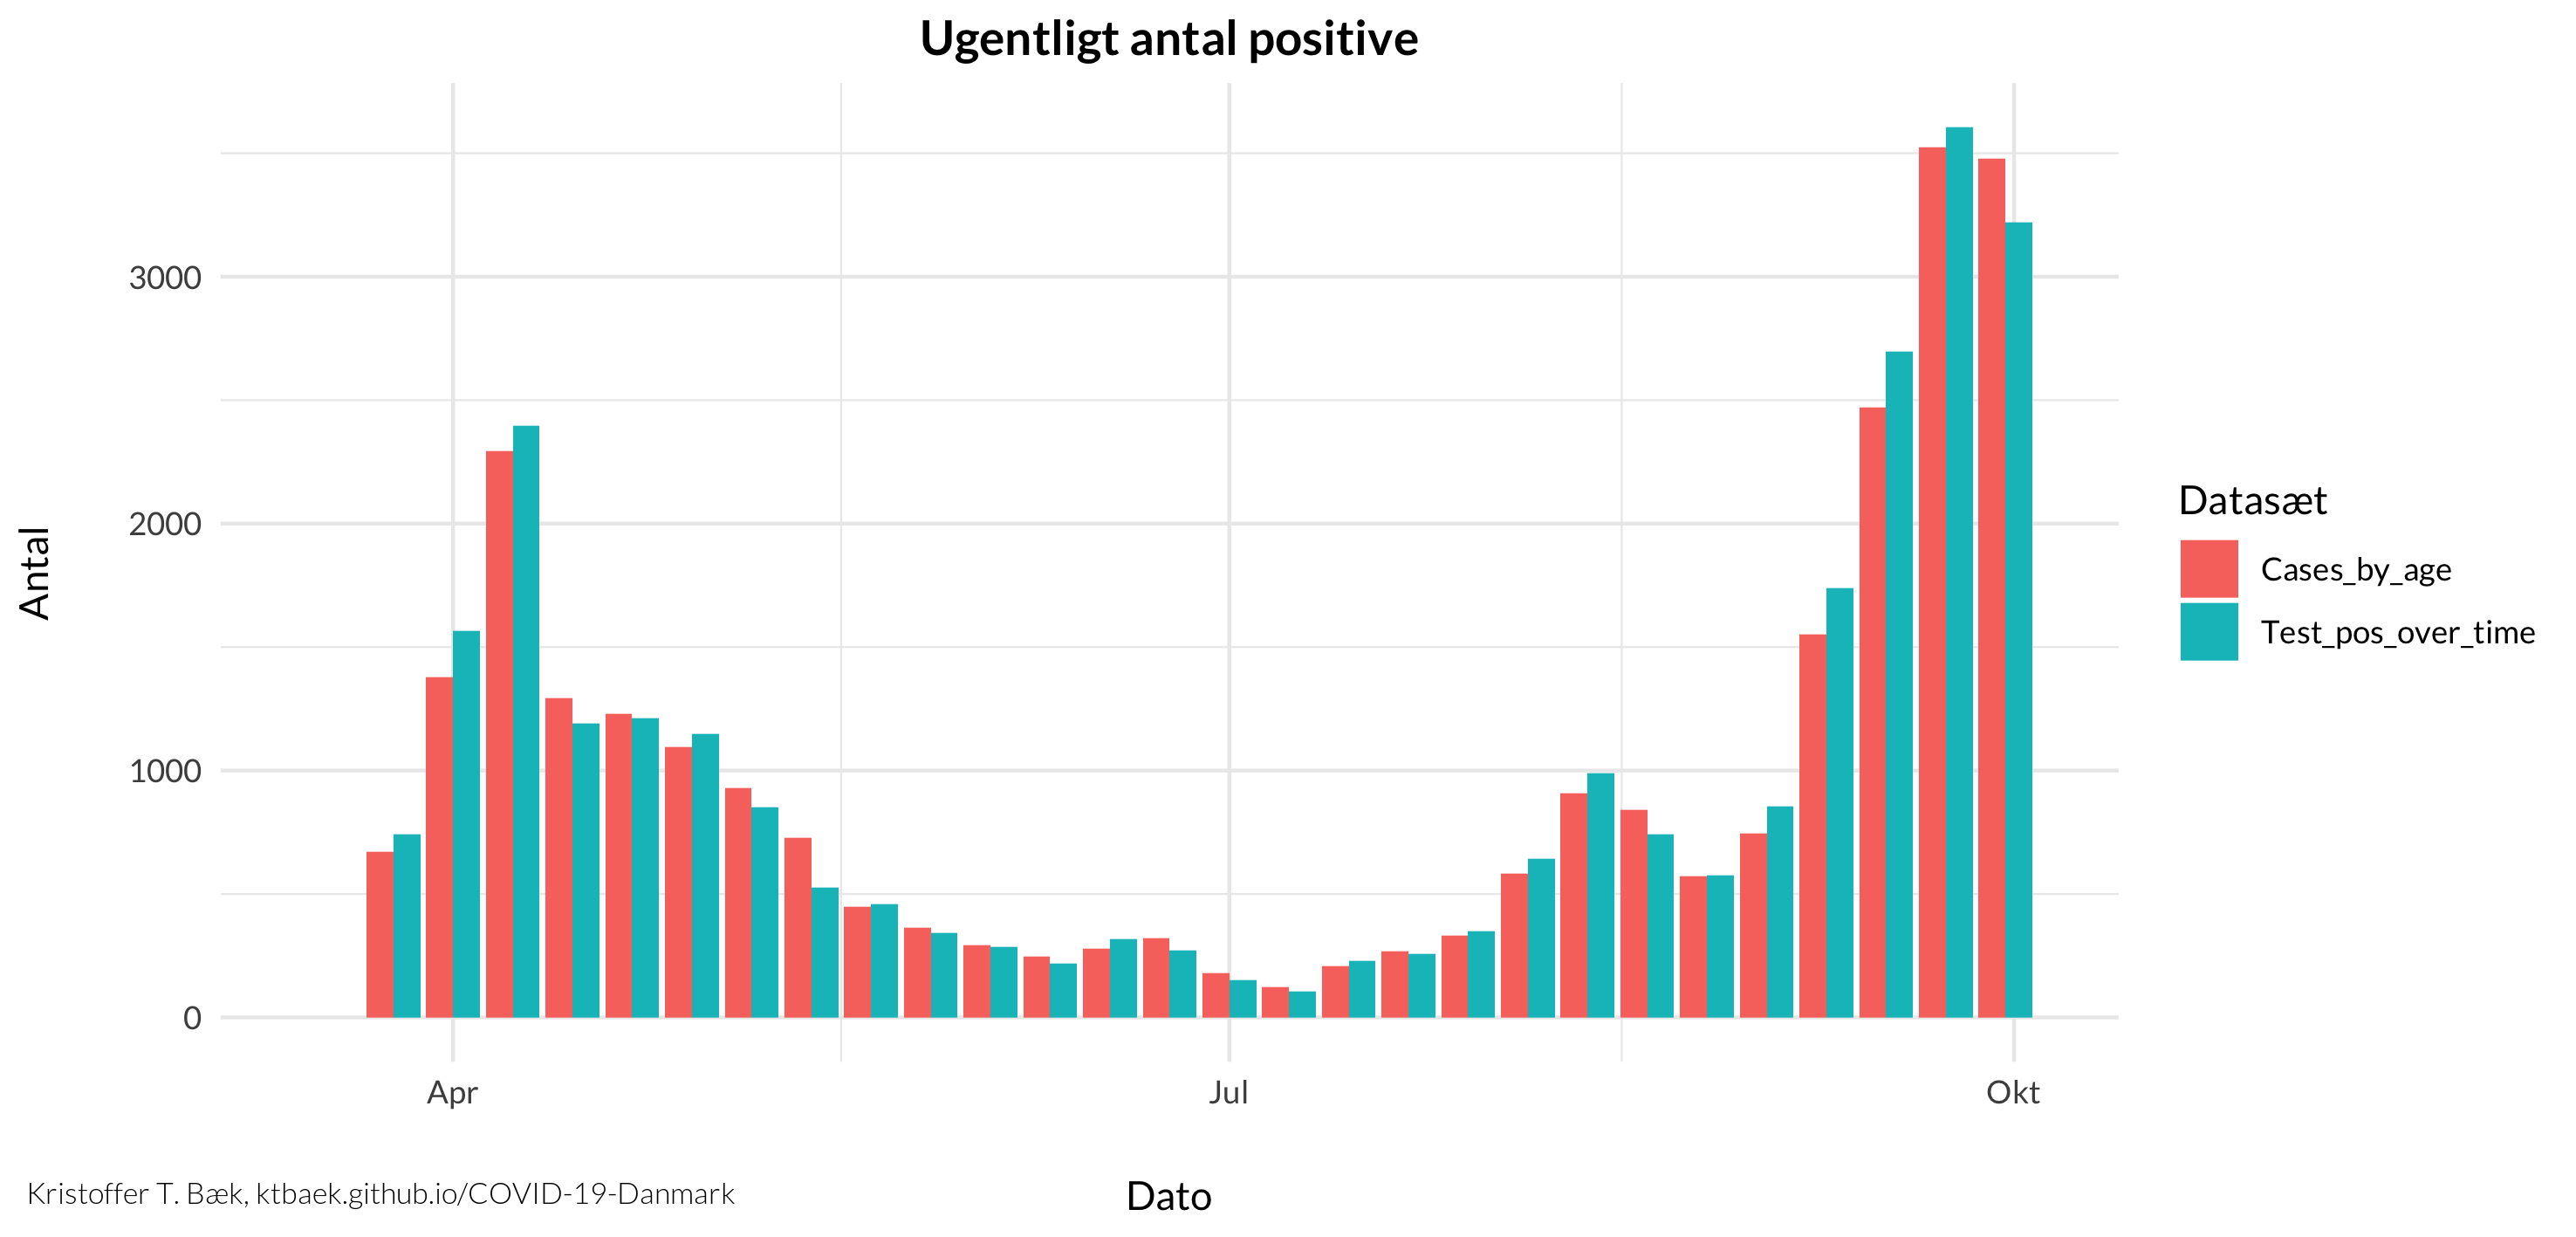 Ugentligt antal positive
Antal
3000
2000
1000
0
Apr
Jul
Okt
Dato
Datasæt
Cases_by_age
Test_pos_over_time
Kristoffer T. Bæk, ktbaek.github.io/COVID-19-Danmark